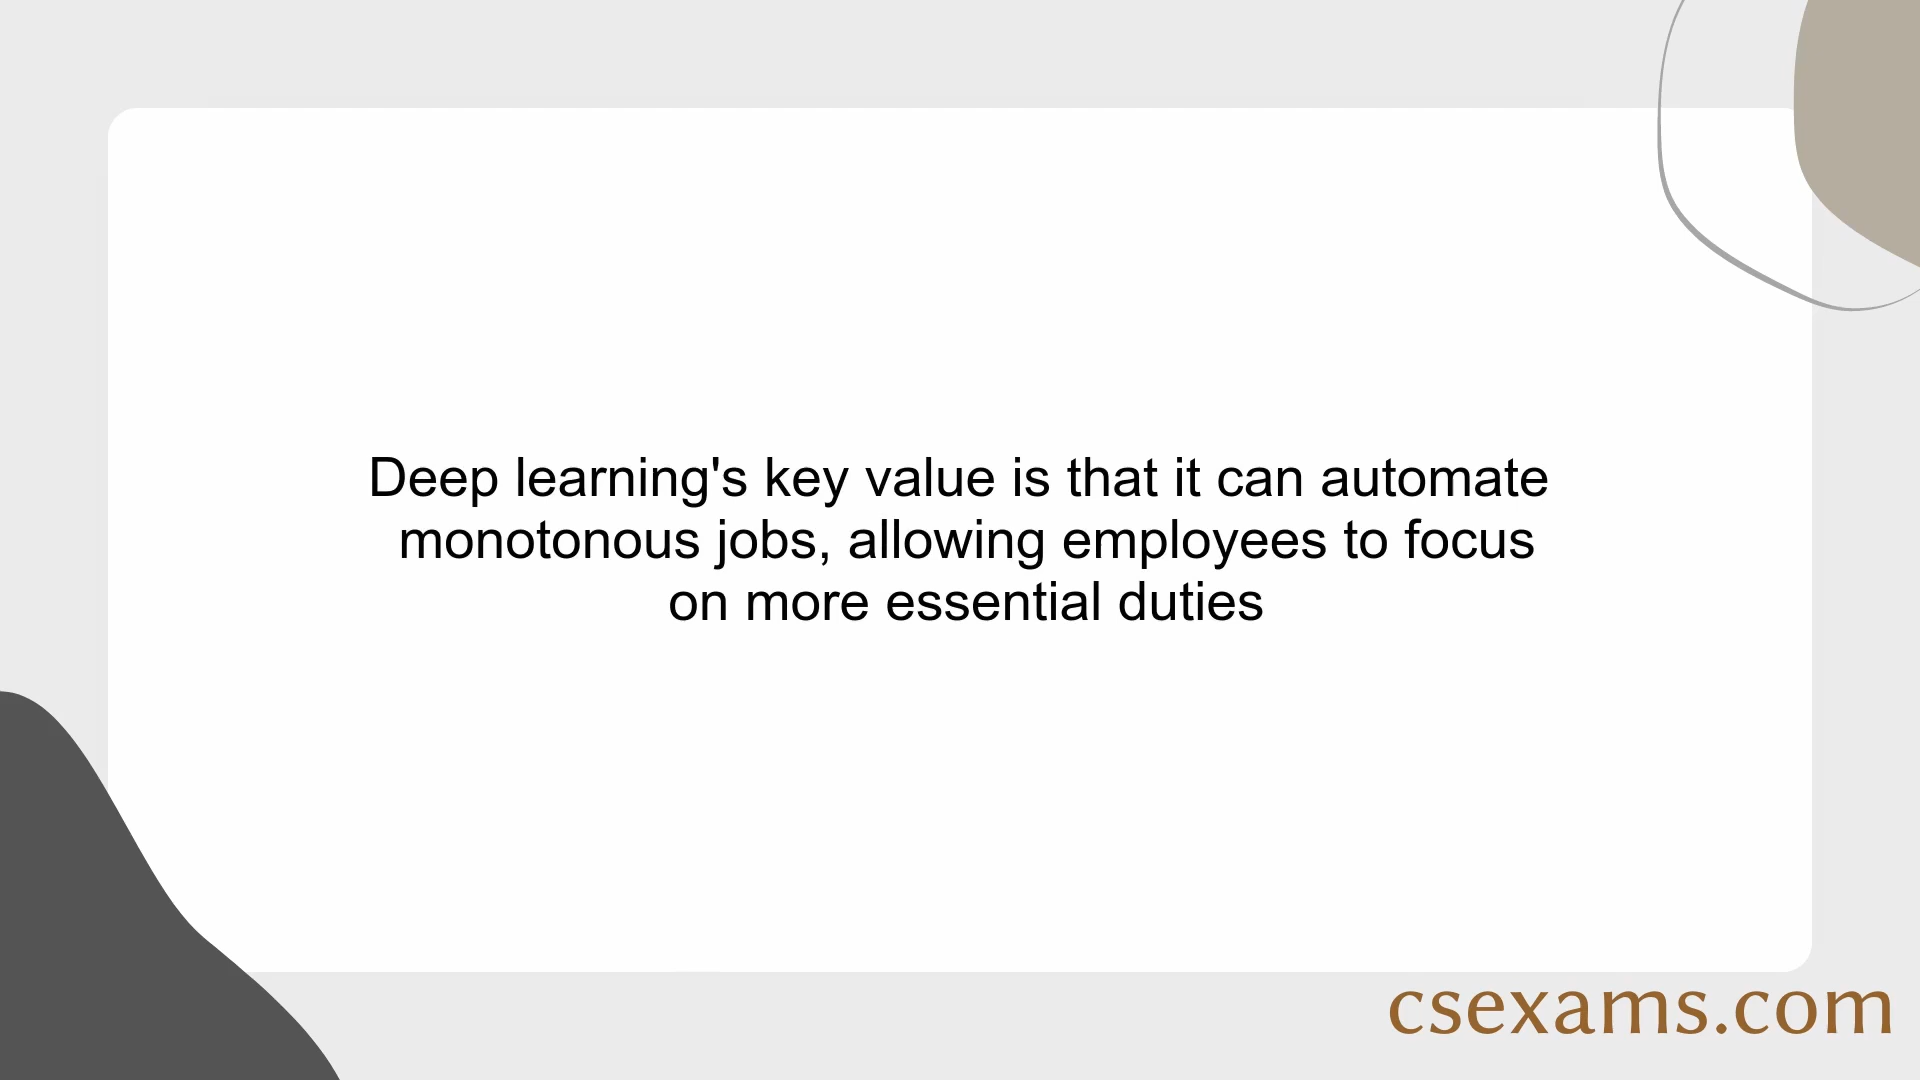 Deep learning's key value is that it can automate
monotonous jobs, allowing employees to focus
on more essential duties
csexams.com